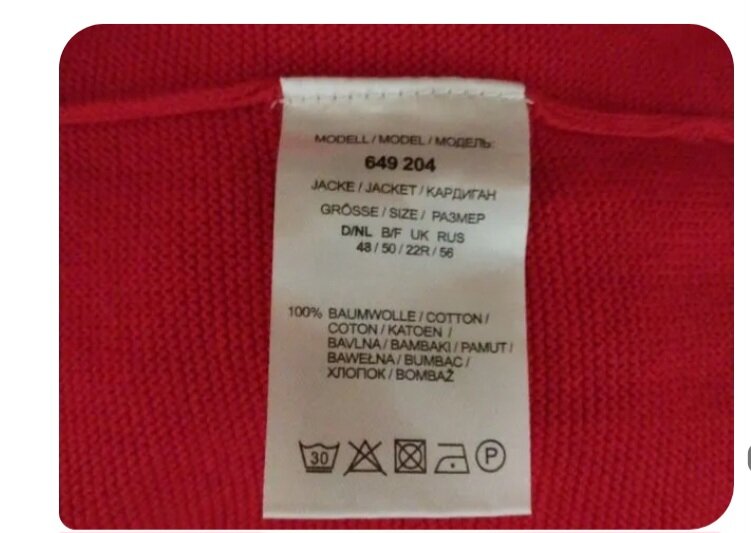 MODELL / MODEL / МОДЕЛЬ:
649 204
JACKE / JACKET / КАРДИГАН
GRÖSSE / SIZE / РАЗМЕР
D/NL B/F UK RUS
48 / 50 / 22R / 56
100% BAUMWOLLE / COTTON /
COTON / KATOEN /
BAVLNA / BAMBAKI / PAMUT /
BAWEŁNA / BUMBAC /
ХЛОПОК / BOMBAŽ
30
P